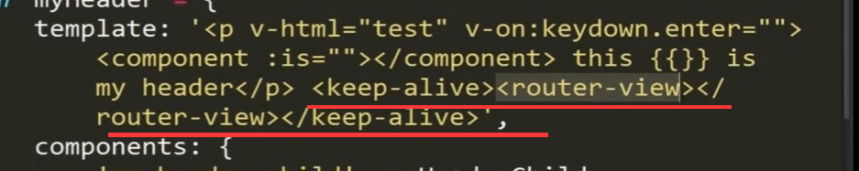 myHeader = {
template: '<p v-html="test" v-on:keydown.enter="">
<component :is=""></component> this {{}} is
my header</p> <keep-alive><router-view></
router-view></keep-alive>',
components: {